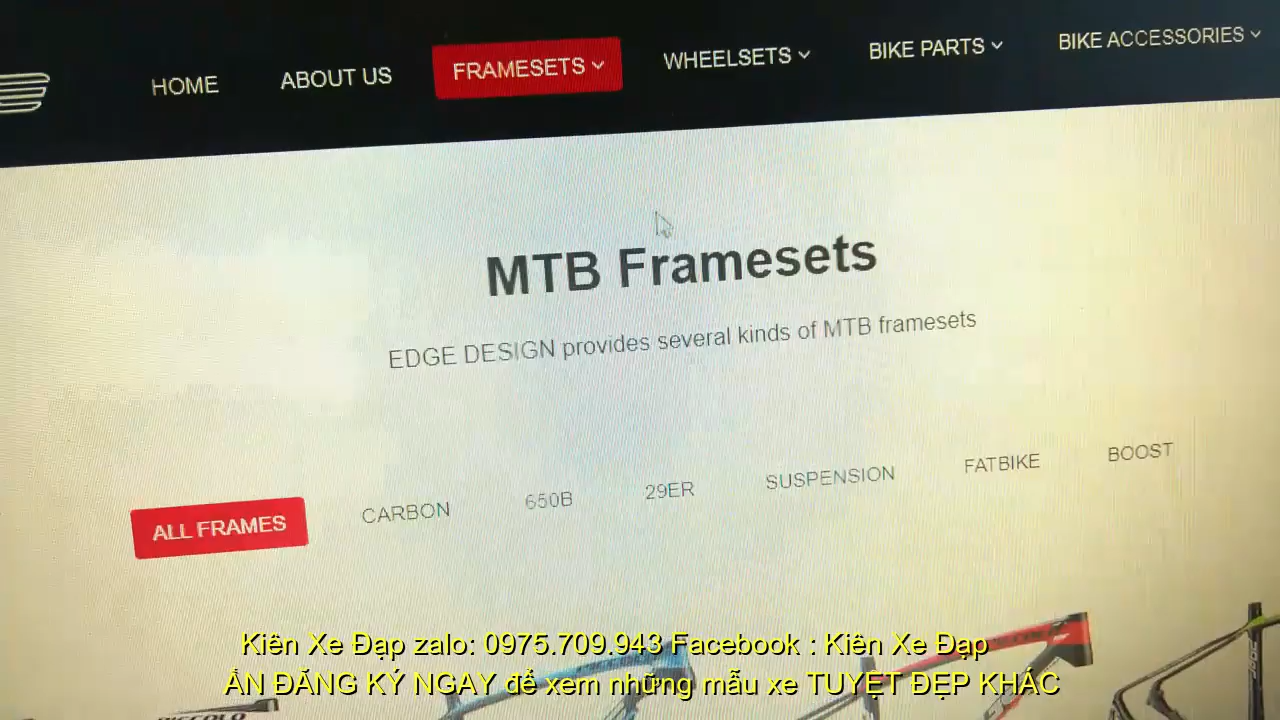 HOME ABOUT US FRAMESETS WHEELSETS BIKE PARTS BIKE ACCESSORIES
MTB Framesets
EDGE DESIGN provides several kinds of MTB framesets
ALL FRAMES CARBON 650B 29ER SUSPENSION FATBIKE BOOST
Kiên Xe Đạp zalo: 0975.709.943 Facebook : Kiên Xe Đạp
ẤN ĐĂNG KÝ NGAY để xem những mẫu xe TUYỆT ĐẸP KHÁC
PICCOLO